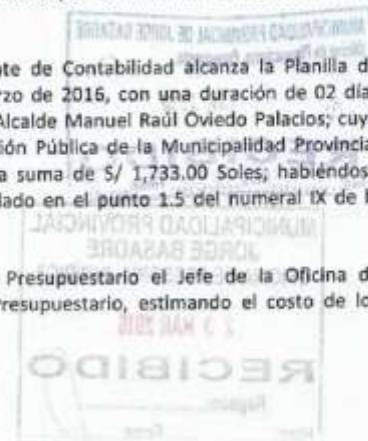 te de Contabilidad alcanza la Planilla d
rzo de 2016, con una duración de 02 día
Alcalde Manuel Raúl Oviedo Palacios; cuy
ión Pública de la Municipalidad Provincia
a suma de S/ 1,733.00 Soles; habiéndos
lado en el punto 1.5 del numeral IX de l
MUNICIPALIDAD PROVINCIAL
JORGE BASADRE
Presupuestario el Jefe de la Oficina d
Presupuestario, estimando el costo de lo
MAR 2016
RECIBIDO